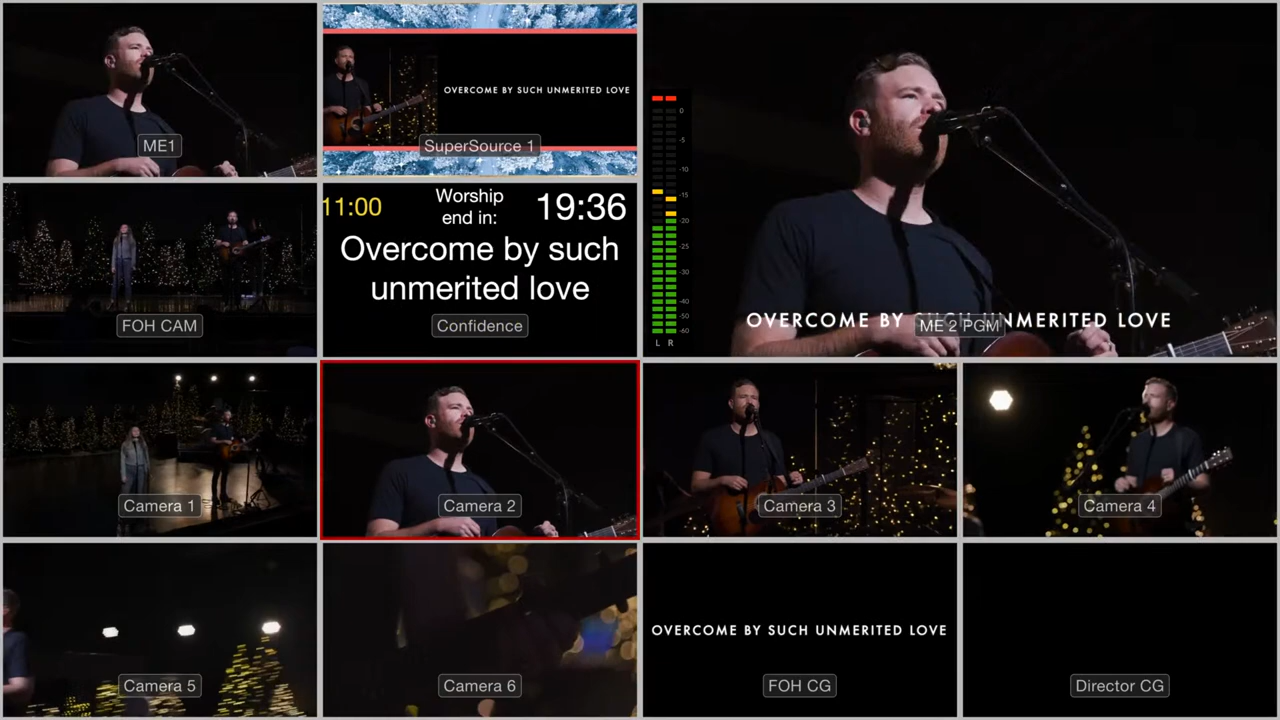 ME1
OVERCOME BY SUCH UNMERITED LOVE
SuperSource 1
0
-5
-10
-15
-20
-25
-30
-40
-50
-60
L R
OVERCOME BY SUCH UNMERITED LOVE
ME 2 PGM
FOH CAM
11:00
Worship
end in:
19:36
Overcome by such
unmerited love
Confidence
Camera 1
Camera 2
Camera 3
Camera 4
Camera 5
Camera 6
OVERCOME BY SUCH UNMERITED LOVE
FOH CG
Director CG